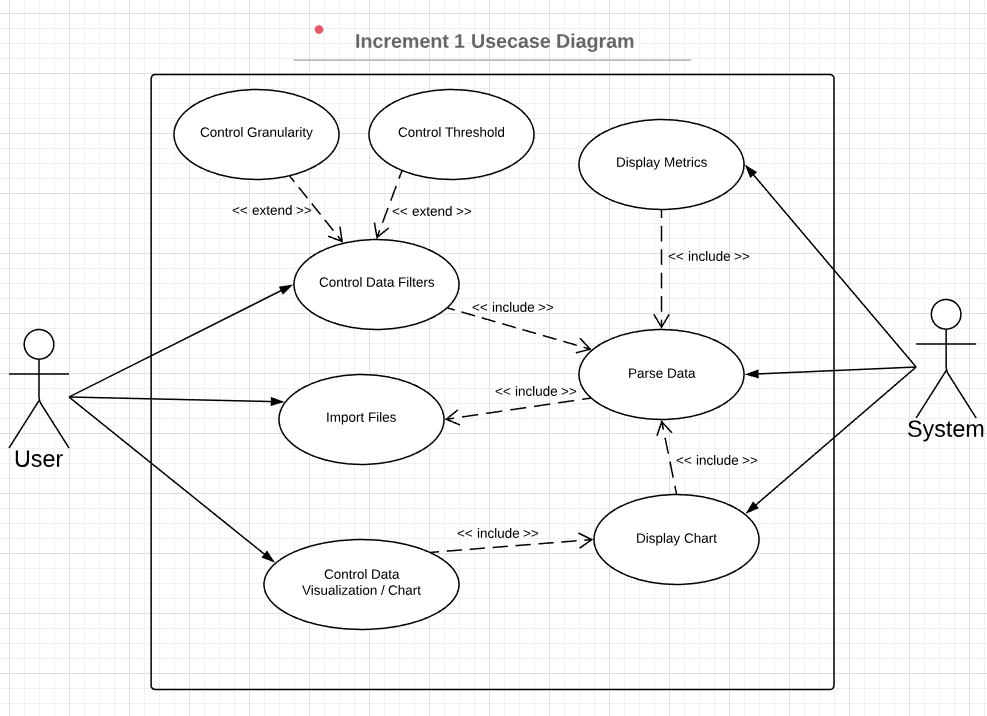 Increment 1 Usecase Diagram
Control Granularity
Control Threshold
Display Metrics
<< extend >>
<< extend >>
<< include >>
Control Data Filters
<< include >>
Parse Data
<< include >>
Import Files
User
System
<< include >>
<< include >>
Display Chart
Control Data
Visualization / Chart